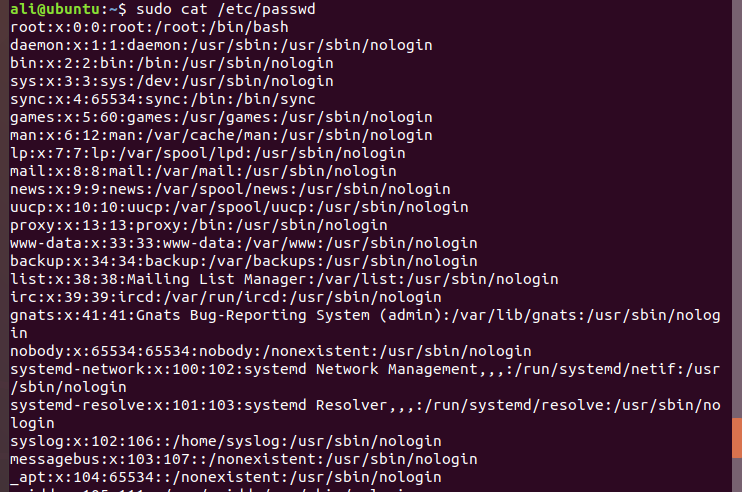 ali@ubuntu:~$ sudo cat /etc/passwd
root:x:0:0:root:/root:/bin/bash
daemon:x:1:1:daemon:/usr/sbin:/usr/sbin/nologin
bin:x:2:2:bin:/bin:/usr/sbin/nologin
sys:x:3:3:sys:/dev:/usr/sbin/nologin
sync:x:4:65534:sync:/bin:/bin/sync
games:x:5:60:games:/usr/games:/usr/sbin/nologin
man:x:6:12:man:/var/cache/man:/usr/sbin/nologin
lp:x:7:7:lp:/var/spool/lpd:/usr/sbin/nologin
mail:x:8:8:mail:/var/mail:/usr/sbin/nologin
news:x:9:9:news:/var/spool/news:/usr/sbin/nologin
uucp:x:10:10:uucp:/var/spool/uucp:/usr/sbin/nologin
proxy:x:13:13:proxy:/bin:/usr/sbin/nologin
www-data:x:33:33:www-data:/var/www:/usr/sbin/nologin
backup:x:34:34:backup:/var/backups:/usr/sbin/nologin
list:x:38:38:Mailing List Manager:/var/list:/usr/sbin/nologin
irc:x:39:39:ircd:/var/run/ircd:/usr/sbin/nologin
gnats:x:41:41:Gnats Bug-Reporting System (admin):/var/lib/gnats:/usr/sbin/nolog
in
nobody:x:65534:65534:nobody:/nonexistent:/usr/sbin/nologin
systemd-network:x:100:102:systemd Network Management,,,:/run/systemd/netif:/usr
/sbin/nologin
systemd-resolve:x:101:103:systemd Resolver,,,:/run/systemd/resolve:/usr/sbin/no
login
syslog:x:102:106::/home/syslog:/usr/sbin/nologin
messagebus:x:103:107::/nonexistent:/usr/sbin/nologin
_apt:x:104:65534::/nonexistent:/usr/sbin/nologin